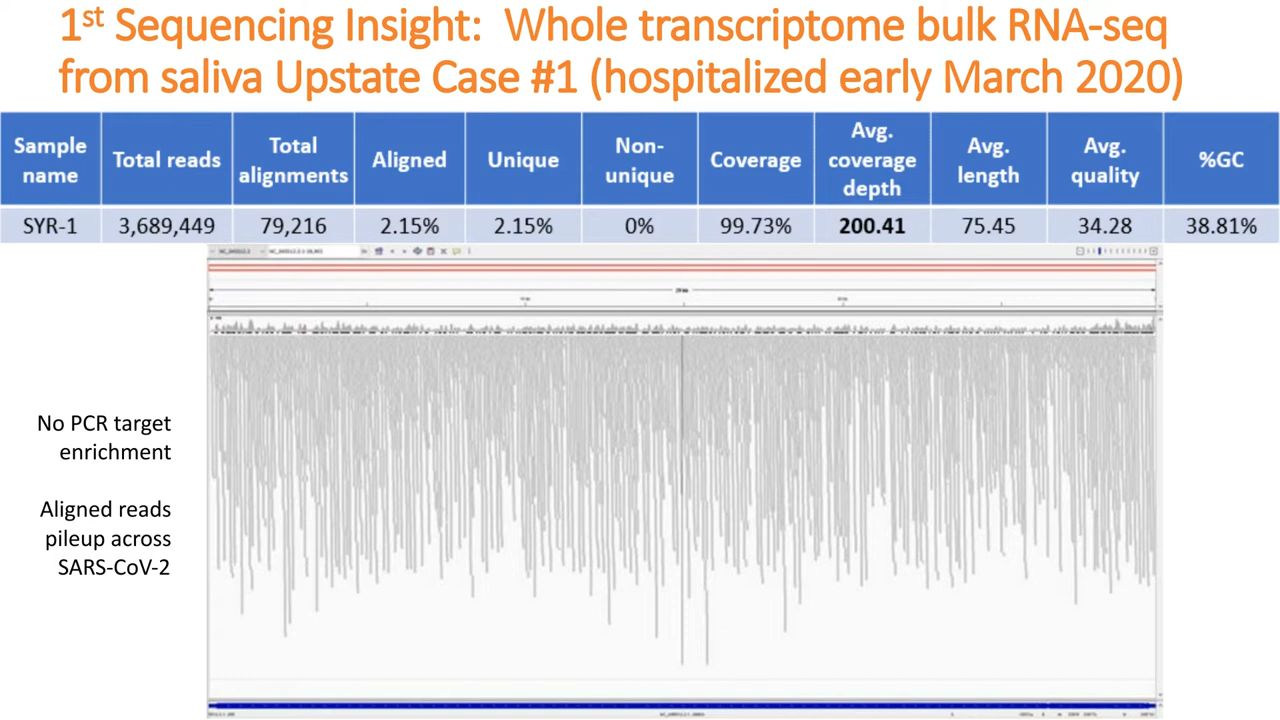 1st Sequencing Insight: Whole transcriptome bulk RNA-seq
from saliva Upstate Case #1 (hospitalized early March 2020)
Sample name Total reads Total alignments Aligned Unique Non-unique Coverage Avg. coverage depth Avg. length Avg. quality %GC
SYR-1 3,689,449 79,216 2.15% 2.15% 0% 99.73% 200.41 75.45 34.28 38.81%
No PCR target
enrichment
Aligned reads
pileup across
SARS-CoV-2